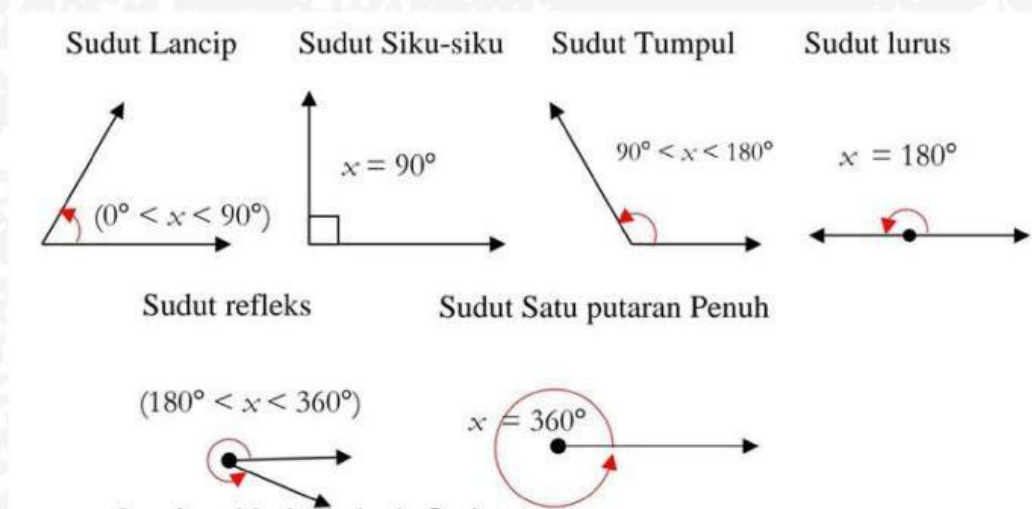 Sudut Lancip Sudut Siku-siku Sudut Tumpul Sudut lurus
(0° < x < 90°) x = 90° 90° < x < 180° x = 180°
Sudut refleks Sudut Satu putaran Penuh
(180° < x < 360°) x = 360°